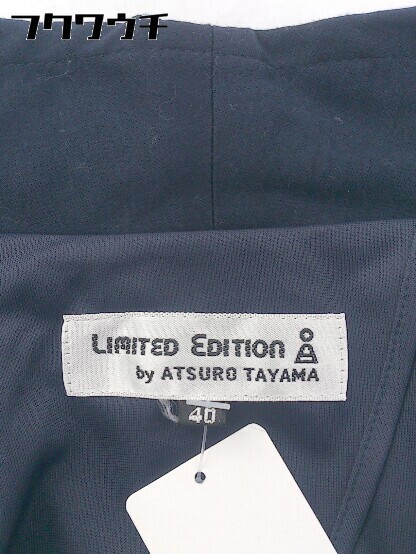 フクワウチ
LIMITED EDITION
by ATSURO TAYAMA
40